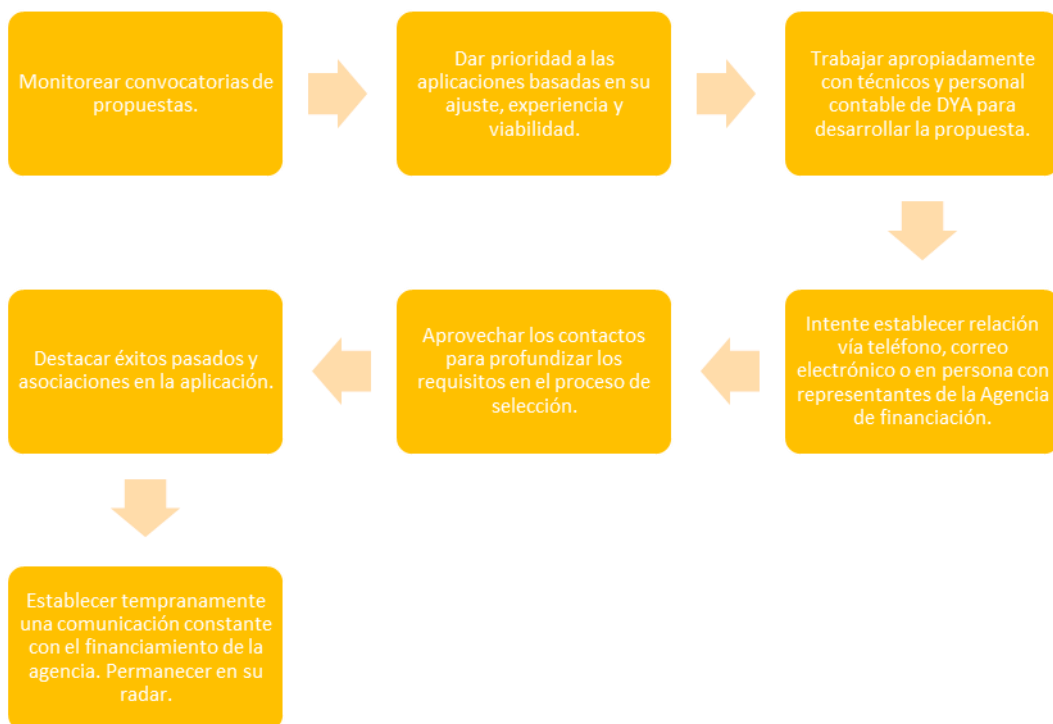 Monitorear convocatorias de
propuestas.
Dar prioridad a las
aplicaciones basadas en su
ajuste, experiencia y
viabilidad.
Trabajar apropiadamente
con técnicos y personal
contable de DYA para
desarrollar la propuesta.
Intente establecer relación
vía teléfono, correo
electrónico o en persona con
representantes de la Agencia
de financiación.
Aprovechar los contactos
para profundizar los
requisitos en el proceso de
selección.
Destacar éxitos pasados y
asociaciones en la aplicación.
Establecer tempranamente
una comunicación constante
con el financiamiento de la
agencia. Permanecer en su
radar.